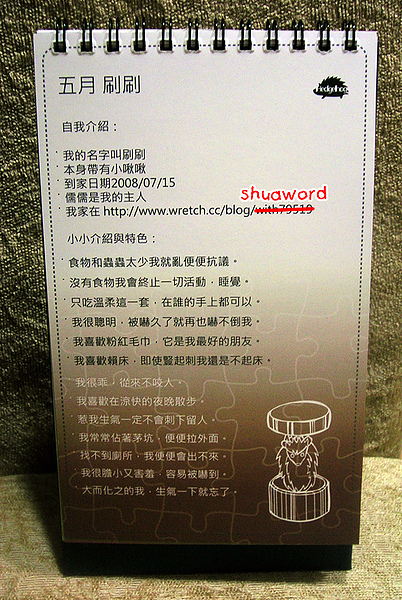 五月 刷刷
hedgehog
自我介紹：
我的名字叫刷刷
本身帶有小啾啾
到家日期2008/07/15
儒儒是我的主人
shuaword
我家在 http://www.wretch.cc/blog/with79519
小小介紹與特色：
食物和蟲蟲太少我就亂便便抗議。
沒有食物我會終止一切活動，睡覺。
只吃溫柔這一套，在誰的手上都可以。
我很聰明，被嚇久了就再也嚇不倒我。
我喜歡粉紅毛巾，它是我最好的朋友。
我喜歡賴床，即使豎起刺我還是不起床。
我很乖，從來不咬人。
我喜歡在涼快的夜晚散步。
惹我生氣一定不會刺下留人。
我常常佔著茅坑，便便拉外面。
找不到廁所，我便便會出不來。
我很膽小又害羞，容易被嚇到。
大而化之的我，生氣一下就忘了。